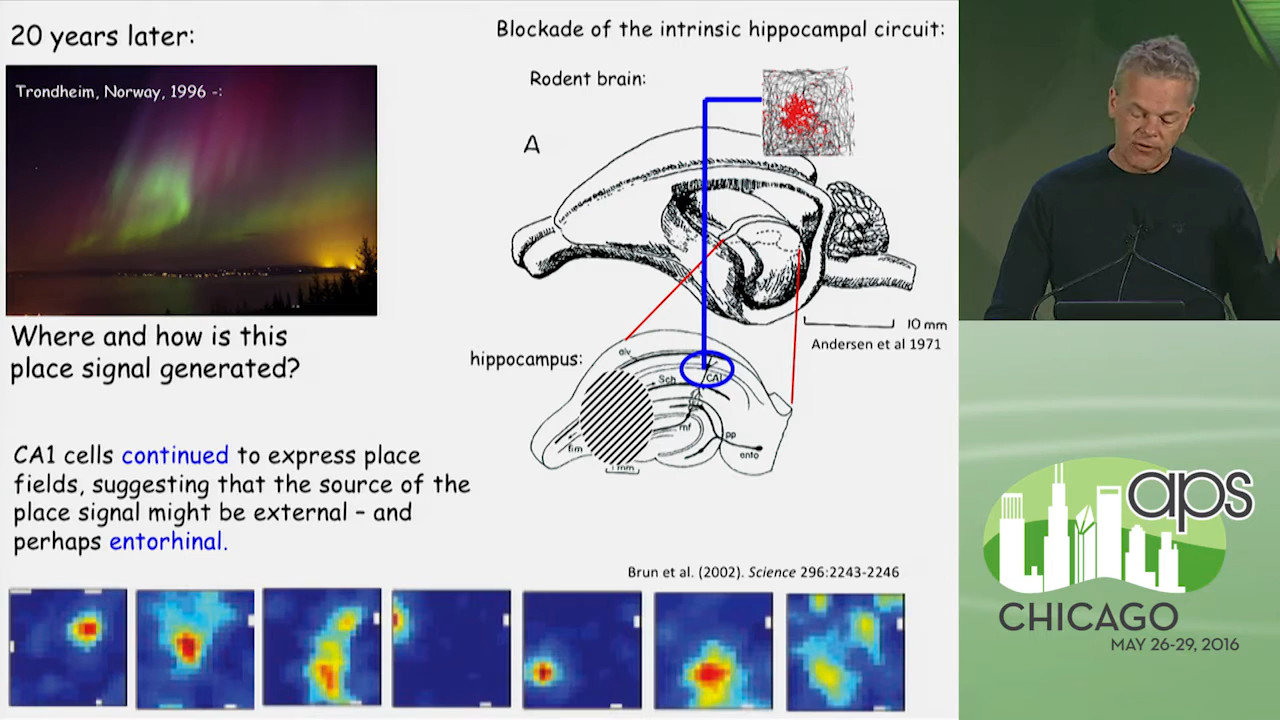 20 years later:
Trondheim, Norway, 1996 -:
Where and how is this
place signal generated?
CA1 cells continued to express place
fields, suggesting that the source of the
place signal might be external – and
perhaps entorhinal.
Blockade of the intrinsic hippocampal circuit:
Rodent brain:
A
10 mm
Andersen et al 1971
hippocampus:
alv
Sch
CA1
mf
pp
ento
fim
1 mm
Brun et al. (2002). Science 296:2243-2246
aps
CHICAGO
MAY 26-29, 2016